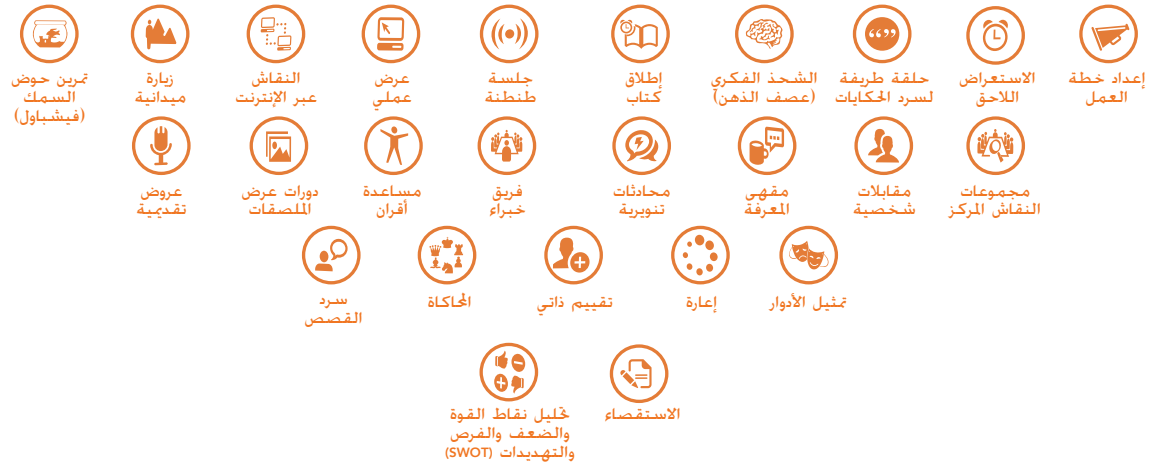 إعداد خطة
العمل
الاستعراض
اللاحق
حلقة طريفة
لسرد الحكايات
الشحذ الفكري
(عصف الذهن)
إطلاق
كتاب
جلسة
طنطنة
عرض
عملي
النقاش
عبر الإنترنت
زيارة
ميدانية
تمرين حوض
السمك
(فيشباول)
مجموعات
النقاش المركز
مقابلات
شخصية
مقهى
المعرفة
محادثات
تنويرية
فريق
خبراء
مساعدة
أقران
دورات عرض
الملصقات
عروض
تقديمية
تمثيل الأدوار
إعارة
تقييم ذاتي
المحاكاة
سرد
القصص
الاستقصاء
تحليل نقاط القوة
والضعف والفرص
والتهديدات (SWOT)